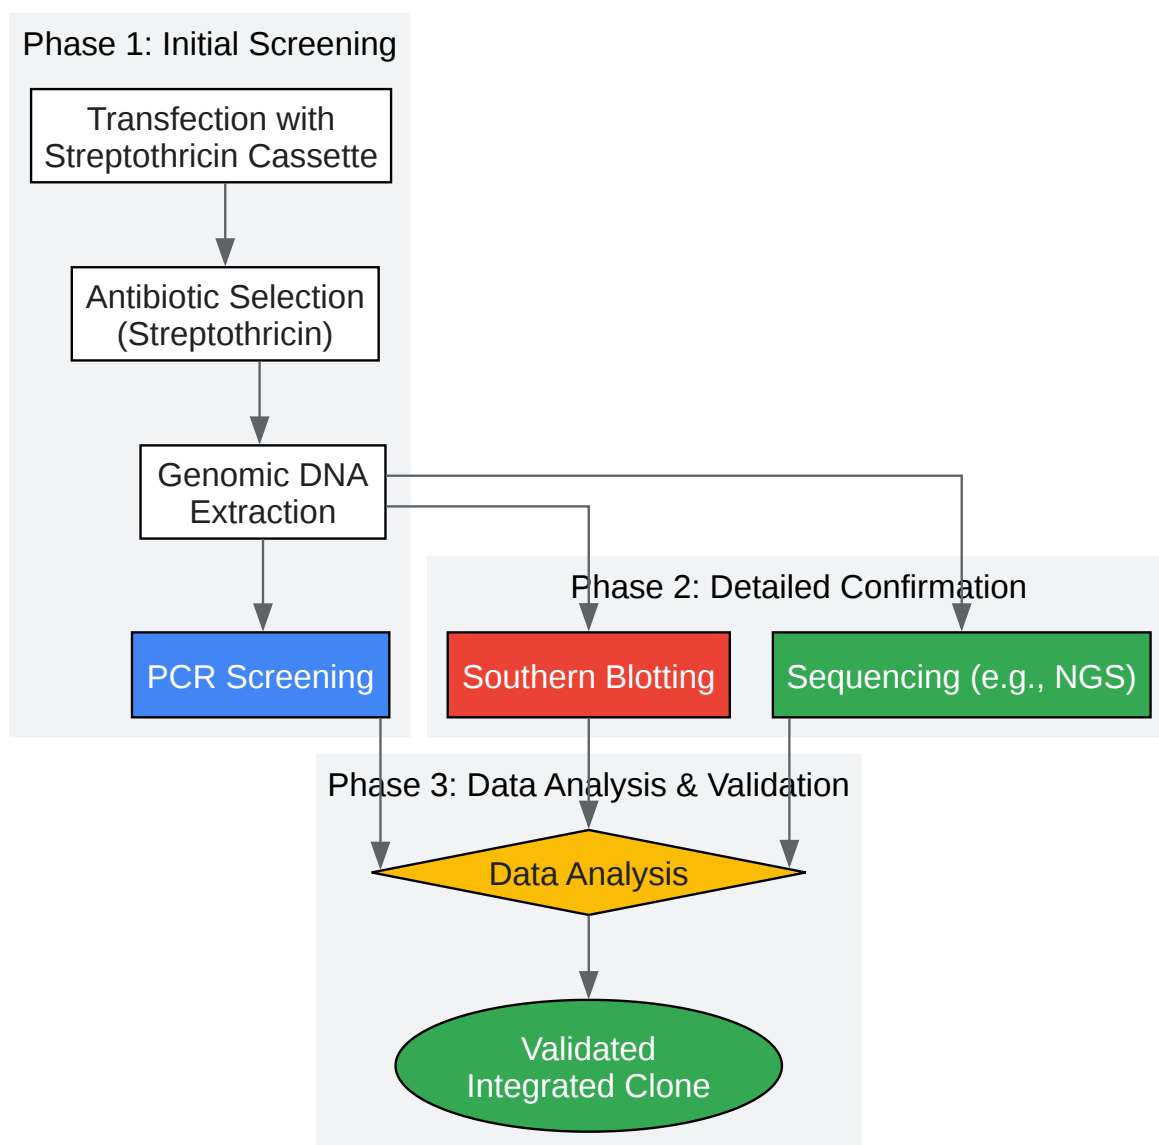 Phase 1: Initial Screening
Transfection with
Streptothricin Cassette
Antibiotic Selection
(Streptothricin)
Genomic DNA
Extraction
PCR Screening
Phase 2: Detailed Confirmation
Southern Blotting
Sequencing (e.g., NGS)
Phase 3: Data Analysis & Validation
Data Analysis
Validated
Integrated Clone